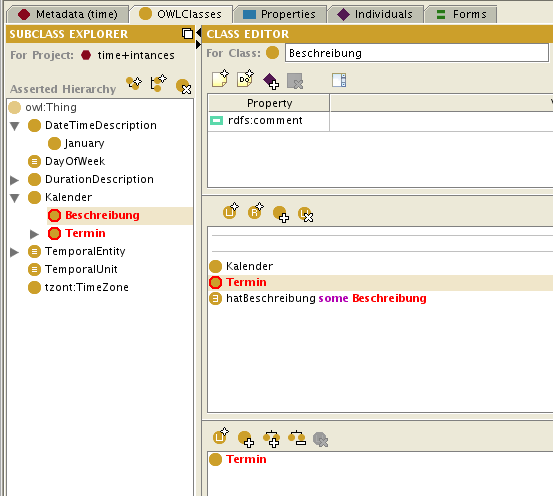 Metadata (time)
OWLClasses
Properties
Individuals
Forms
SUBCLASS EXPLORER
For Project: time+intances
Asserted Hierarchy
owl:Thing
DateTimeDescription
January
DayOfWeek
DurationDescription
Kalender
Beschreibung
Termin
TemporalEntity
TemporalUnit
tzont:TimeZone
CLASS EDITOR
For Class: Beschreibung
Property
rdfs:comment
Kalender
Termin
hatBeschreibung some Beschreibung
Termin